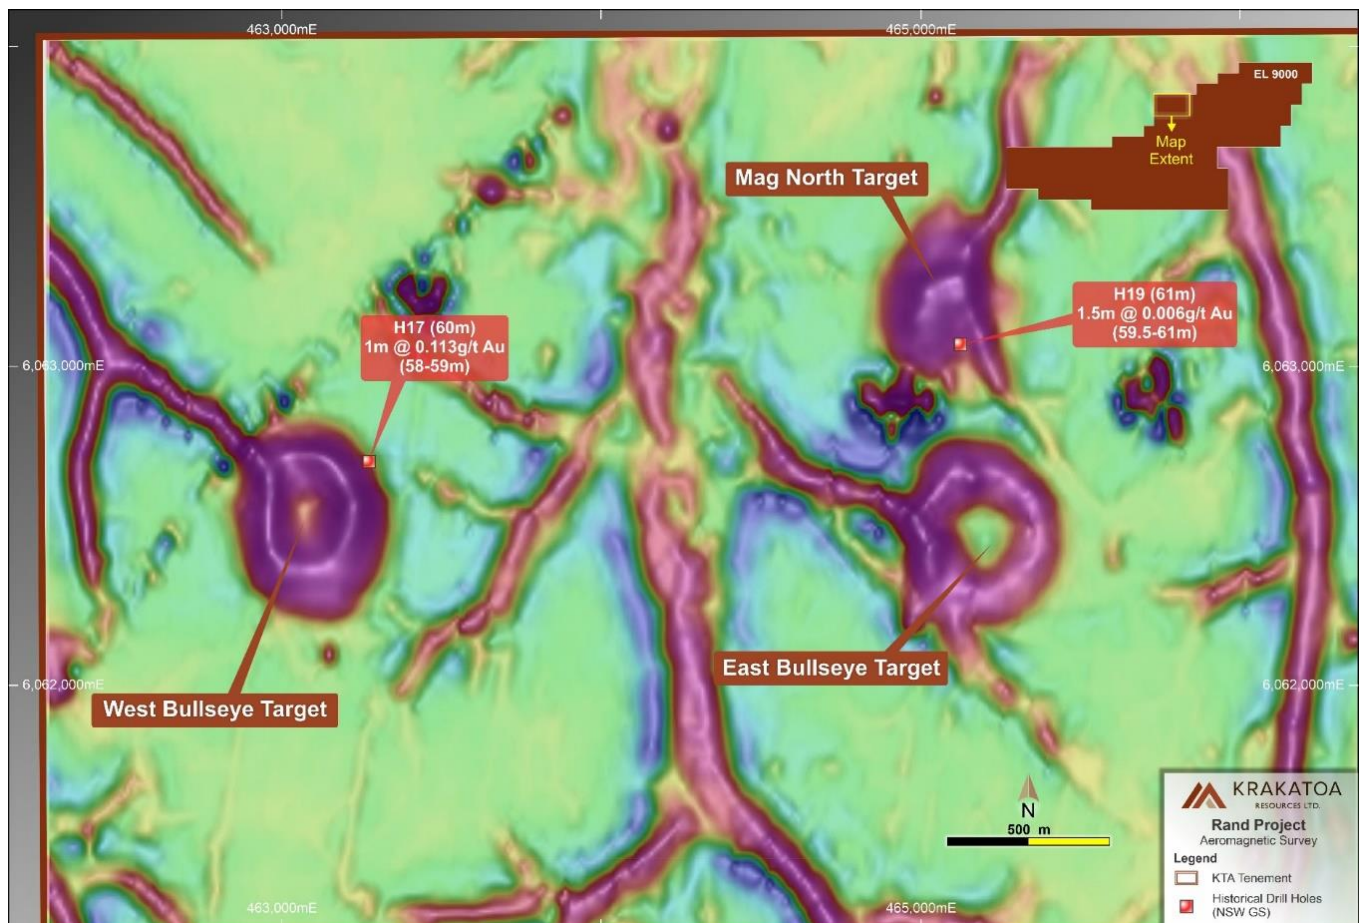 463,000mE
465,000mE
EL 9000
Map
Extent
Mag North Target
H19 (61m)
1.5m @ 0.006g/t Au
(59.5-61m)
H17 (60m)
1m @ 0.113g/t Au
(58-59m)
6,063,000mE
6,063,000mE
East Bullseye Target
6,062,000mE
6,062,000mE
West Bullseye Target
N
500 m
KRAKATOA
RESOURCES LTD.
Rand Project
Aeromagnetic Survey
Legend
KTA Tenement
Historical Drill Holes
(NSW GS)
463,000mE
465,000mE